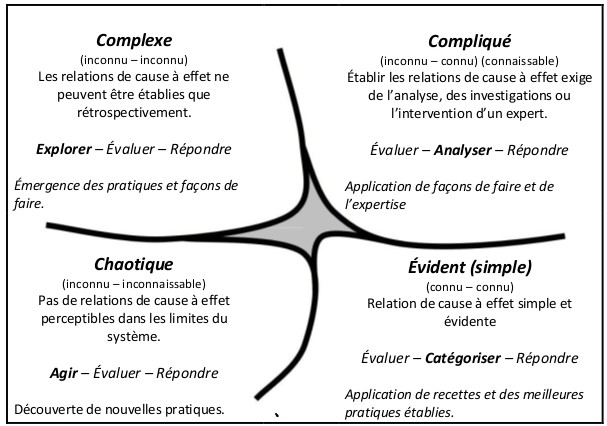 Complexe
(inconnu – inconnu)
Les relations de cause à effet ne
peuvent être établies que
rétrospectivement.
Explorer – Évaluer – Répondre
Émergence des pratiques et façons de
faire.
Compliqué
(inconnu – connu) (connaissable)
Établir les relations de cause à effet exige
de l’analyse, des investigations ou
l’intervention d’un expert.
Évaluer – Analyser – Répondre
Application de façons de faire et de
l’expertise
Chaotique
(inconnu – inconnaissable)
Pas de relations de cause à effet
perceptibles dans les limites du
système.
Agir – Évaluer – Répondre
Découverte de nouvelles pratiques.
Évident (simple)
(connu – connu)
Relation de cause à effet simple et
évidente
Évaluer – Catégoriser – Répondre
Application de recettes et des meilleures
pratiques établies.